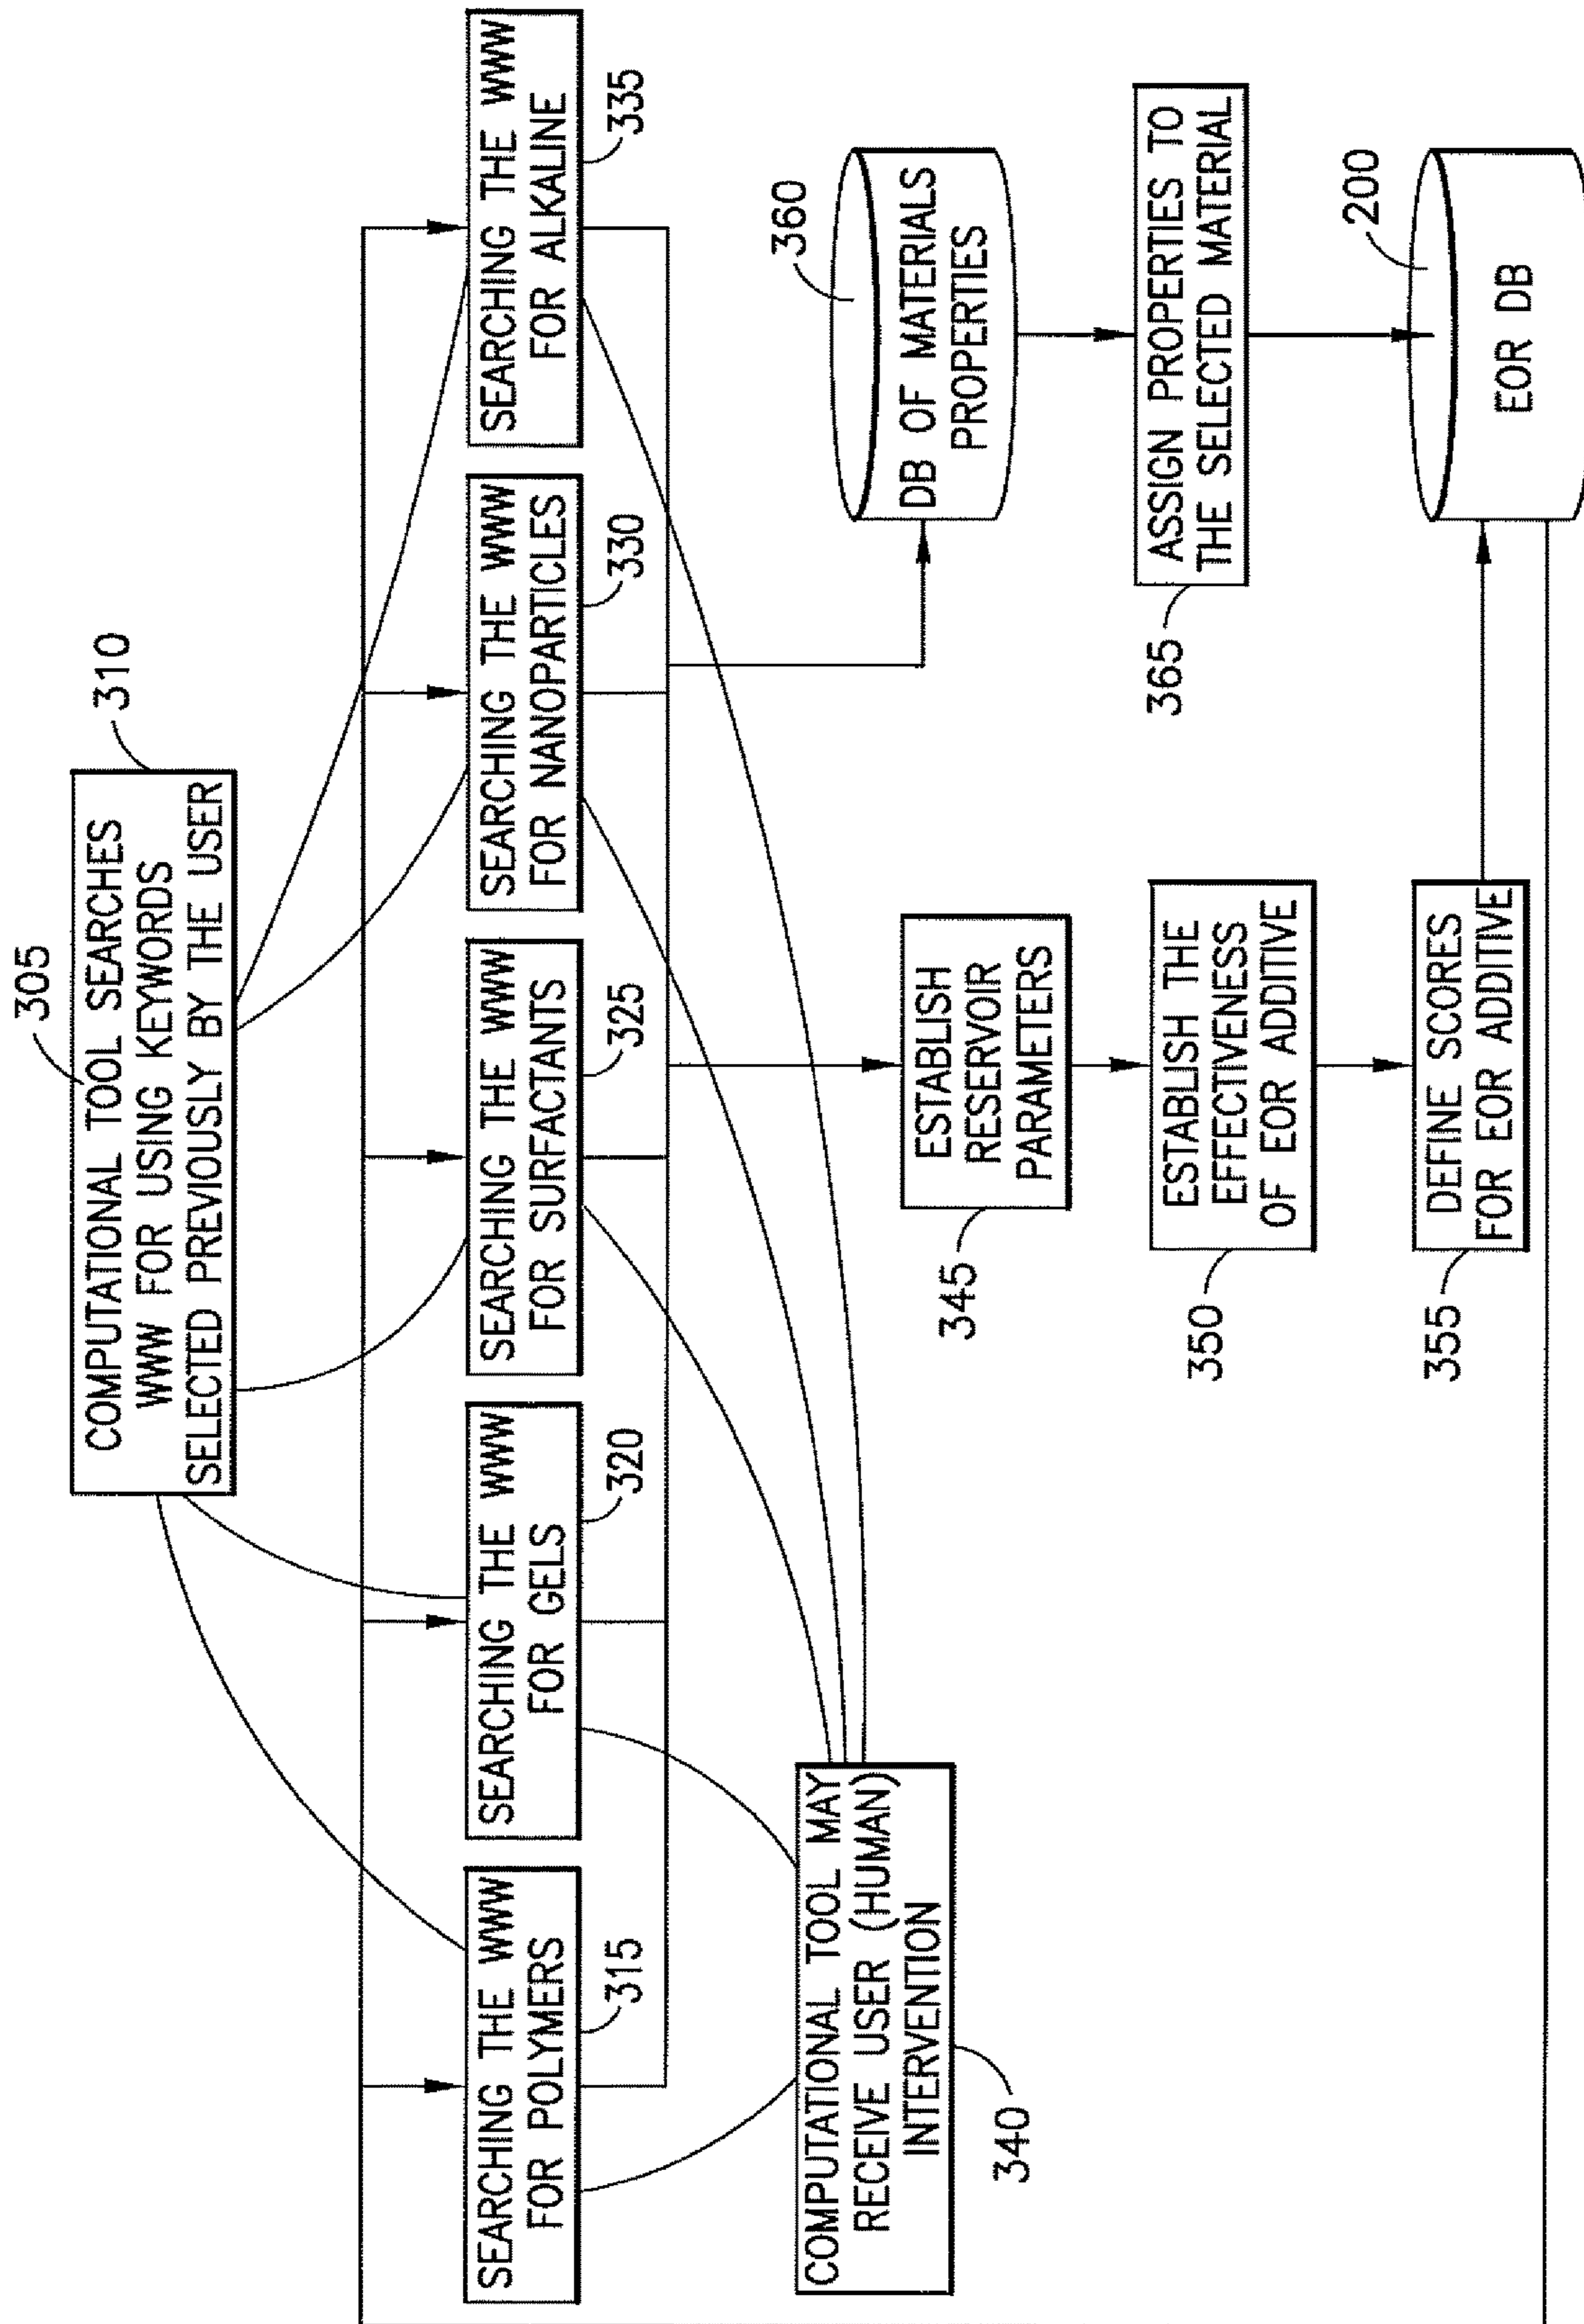 305
COMPUTATIONAL TOOL SEARCHES
WWW FOR USING KEYWORDS
SELECTED PREVIOUSLY BY THE USER
310
SEARCHING THE WWW
FOR POLYMERS
315
SEARCHING THE WWW
FOR GELS
320
SEARCHING THE WWW
FOR SURFACTANTS
325
SEARCHING THE WWW
FOR NANOPARTICLES
330
SEARCHING THE WWW
FOR ALKALINE
335
COMPUTATIONAL TOOL MAY
RECEIVE USER (HUMAN)
INTERVENTION
340
ESTABLISH
RESERVOIR
PARAMETERS
345
ESTABLISH THE
EFFECTIVENESS
OF EOR ADDITIVE
350
DEFINE SCORES
FOR EOR ADDITIVE
355
360
DB OF MATERIALS
PROPERTIES
ASSIGN PROPERTIES TO
THE SELECTED MATERIAL
365
200
EOR DB